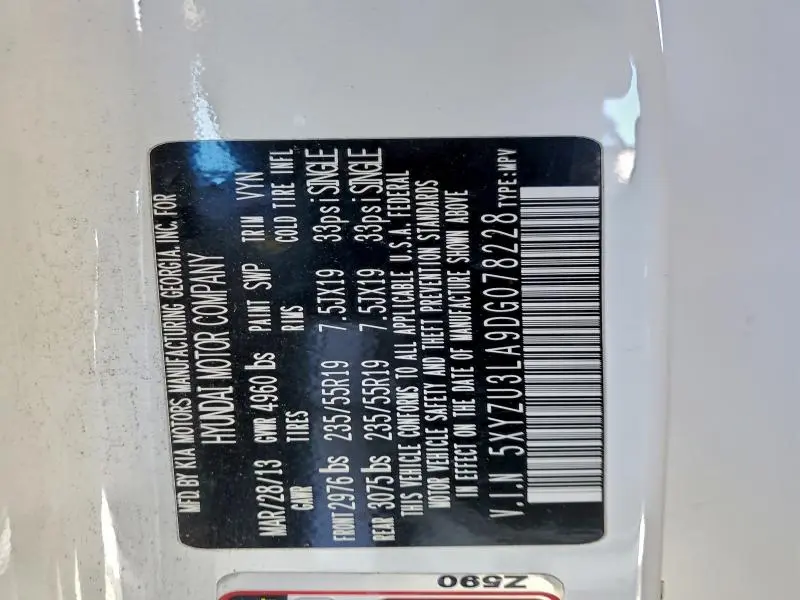 MFD. BY KIA MOTORS MANUFACTURING GEORGIA, INC. FOR
HYUNDAI MOTOR COMPANY
MAR/28/13 GVWR 4960 lbs PAINT SWP TRIM VYN
GAWR TIRES RIMS COLD TIRE INFL
FRONT 2976 lbs 235/55R19 7.5JX19 33psi SINGLE
REAR 3075 lbs 235/55R19 7.5JX19 33psi SINGLE
THIS VEHICLE CONFORMS TO ALL APPLICABLE U.S.A. FEDERAL
MOTOR VEHICLE SAFETY AND THEFT PREVENTION STANDARDS
IN EFFECT ON THE DATE OF MANUFACTURE SHOWN ABOVE
V.I.N 5XYZU3LA9DG078228 TYPE:MPV
Z590